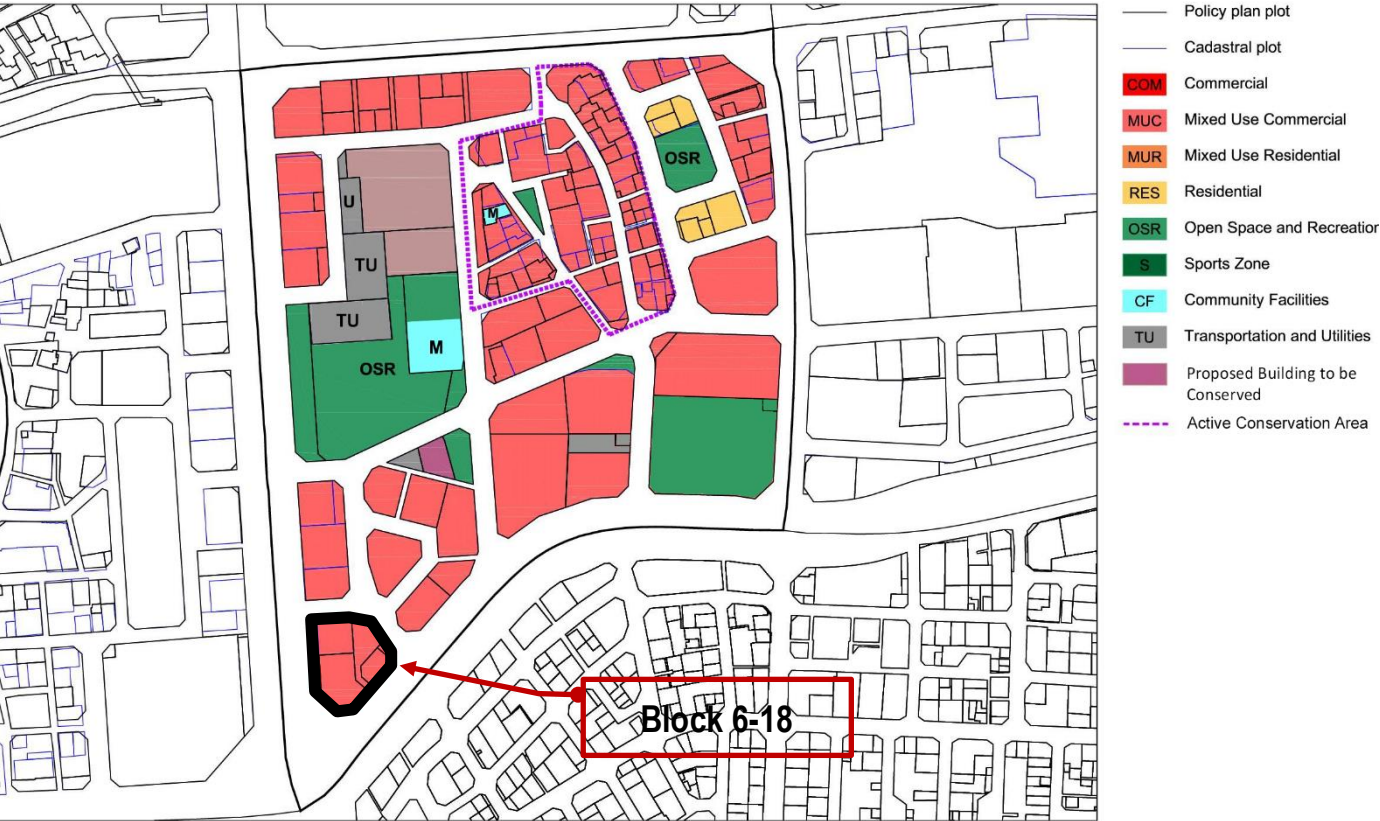 Policy plan plot
Cadastral plot
COM Commercial
MUC Mixed Use Commercial
MUR Mixed Use Residential
RES Residential
OSR Open Space and Recreation
S Sports Zone
CF Community Facilities
TU Transportation and Utilities
Proposed Building to be
Conserved
Active Conservation Area
OSR
U
M
TU
TU
M
OSR
Block 6-18